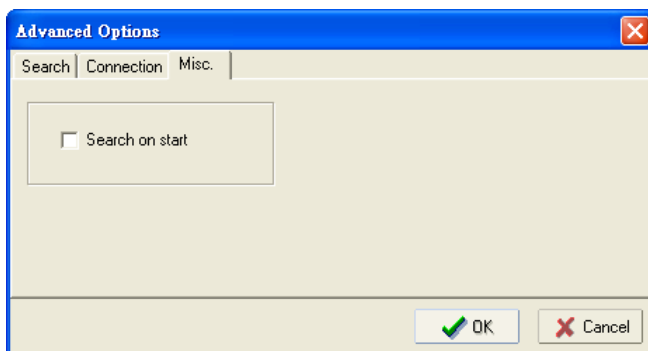 Advanced Options
Search Connection Misc.
Search on start
OK Cancel